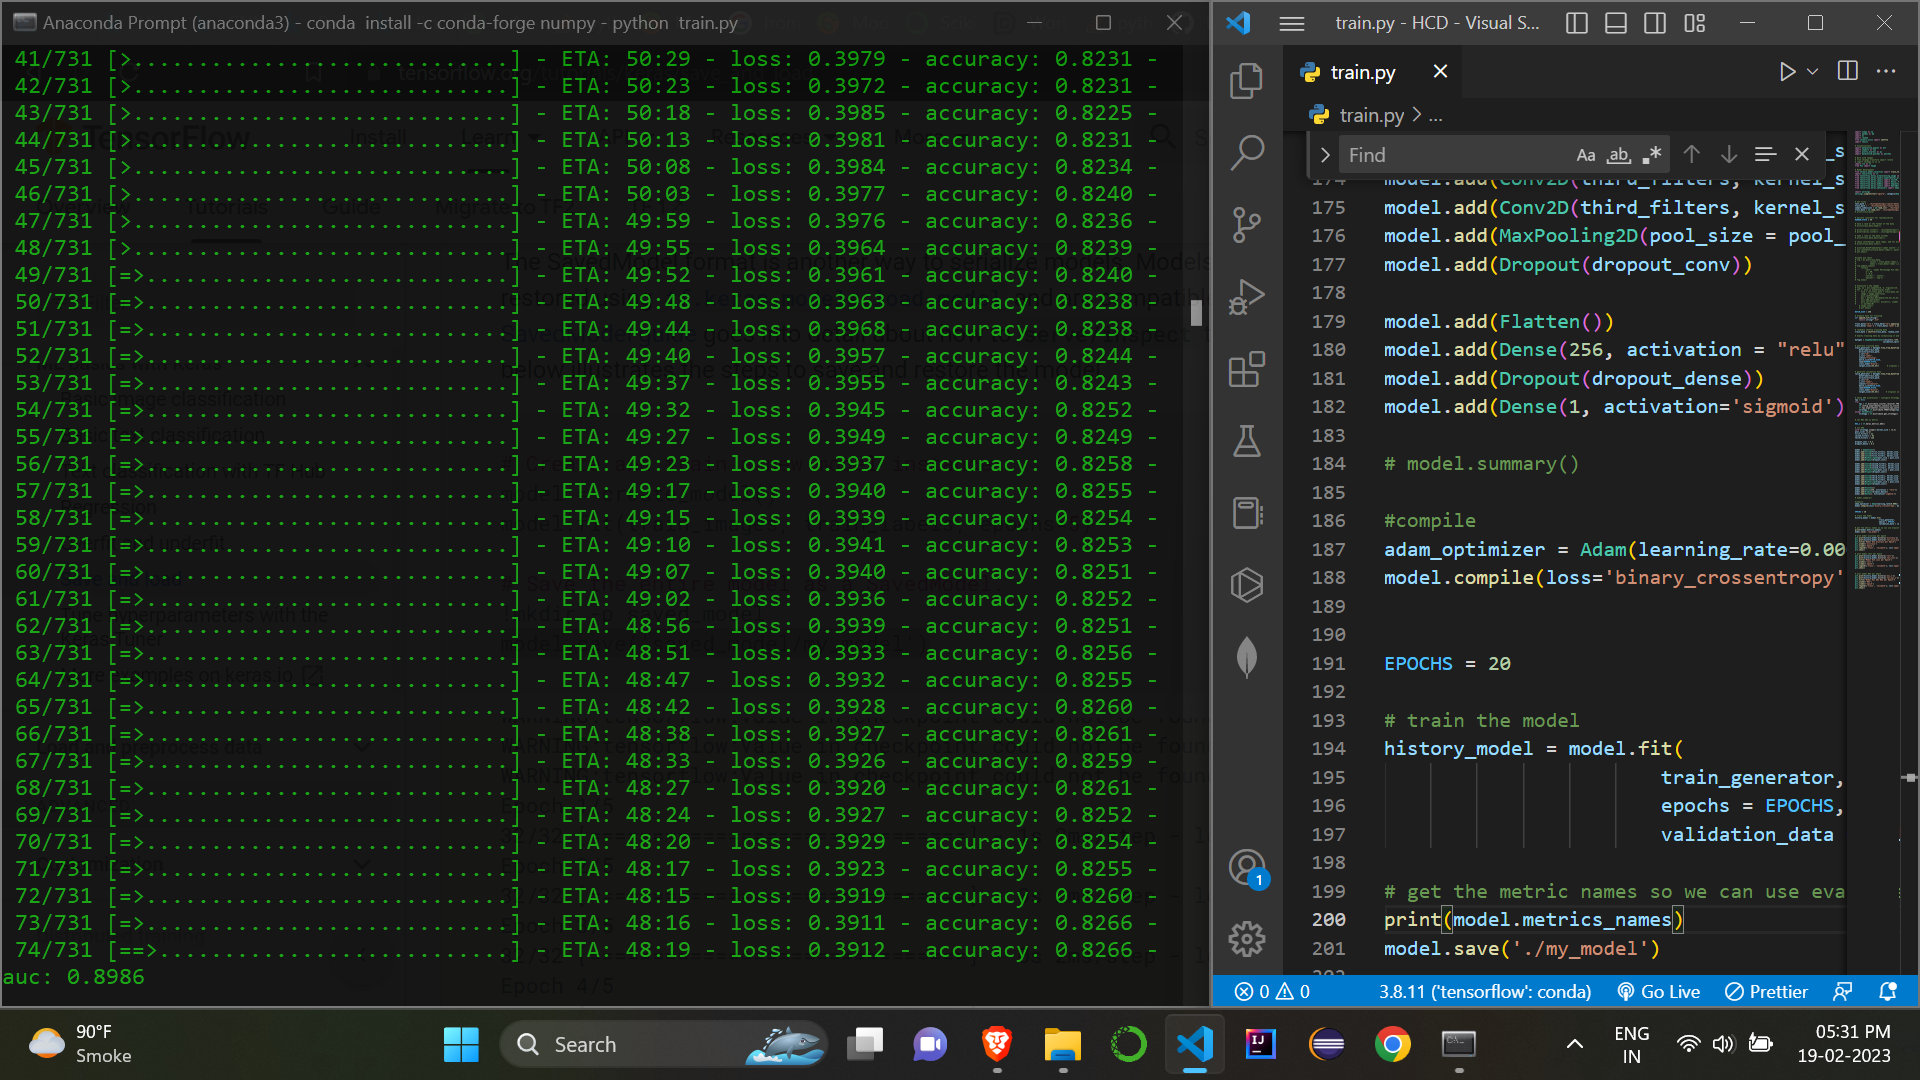 Anaconda Prompt (anaconda3) - conda  install -c conda-forge numpy - python  train.py
41/731 [>.............................] - ETA: 50:29 - loss: 0.3979 - accuracy: 0.8231 -
42/731 [>.............................] - ETA: 50:23 - loss: 0.3972 - accuracy: 0.8231 -
43/731 [>.............................] - ETA: 50:18 - loss: 0.3985 - accuracy: 0.8225 -
44/731 [>.............................] - ETA: 50:13 - loss: 0.3981 - accuracy: 0.8231 -
45/731 [>.............................] - ETA: 50:08 - loss: 0.3984 - accuracy: 0.8234 -
46/731 [>.............................] - ETA: 50:03 - loss: 0.3977 - accuracy: 0.8240 -
47/731 [>.............................] - ETA: 49:59 - loss: 0.3976 - accuracy: 0.8236 -
48/731 [>.............................] - ETA: 49:55 - loss: 0.3964 - accuracy: 0.8239 -
49/731 [=>............................] - ETA: 49:52 - loss: 0.3961 - accuracy: 0.8240 -
50/731 [=>............................] - ETA: 49:48 - loss: 0.3963 - accuracy: 0.8238 -
51/731 [=>............................] - ETA: 49:44 - loss: 0.3968 - accuracy: 0.8238 -
52/731 [=>............................] - ETA: 49:40 - loss: 0.3957 - accuracy: 0.8244 -
53/731 [=>............................] - ETA: 49:37 - loss: 0.3955 - accuracy: 0.8243 -
54/731 [=>............................] - ETA: 49:32 - loss: 0.3945 - accuracy: 0.8252 -
55/731 [=>............................] - ETA: 49:27 - loss: 0.3949 - accuracy: 0.8249 -
56/731 [=>............................] - ETA: 49:23 - loss: 0.3937 - accuracy: 0.8258 -
57/731 [=>............................] - ETA: 49:17 - loss: 0.3940 - accuracy: 0.8255 -
58/731 [=>............................] - ETA: 49:15 - loss: 0.3939 - accuracy: 0.8254 -
59/731 [=>............................] - ETA: 49:10 - loss: 0.3941 - accuracy: 0.8253 -
60/731 [=>............................] - ETA: 49:07 - loss: 0.3940 - accuracy: 0.8251 -
61/731 [=>............................] - ETA: 49:02 - loss: 0.3936 - accuracy: 0.8252 -
62/731 [=>............................] - ETA: 48:56 - loss: 0.3939 - accuracy: 0.8251 -
63/731 [=>............................] - ETA: 48:51 - loss: 0.3933 - accuracy: 0.8256 -
64/731 [=>............................] - ETA: 48:47 - loss: 0.3932 - accuracy: 0.8255 -
65/731 [=>............................] - ETA: 48:42 - loss: 0.3928 - accuracy: 0.8260 -
66/731 [=>............................] - ETA: 48:38 - loss: 0.3927 - accuracy: 0.8261 -
67/731 [=>............................] - ETA: 48:33 - loss: 0.3926 - accuracy: 0.8259 -
68/731 [=>............................] - ETA: 48:27 - loss: 0.3920 - accuracy: 0.8261 -
69/731 [=>............................] - ETA: 48:24 - loss: 0.3927 - accuracy: 0.8252 -
70/731 [=>............................] - ETA: 48:20 - loss: 0.3929 - accuracy: 0.8254 -
71/731 [=>............................] - ETA: 48:17 - loss: 0.3923 - accuracy: 0.8255 -
72/731 [=>............................] - ETA: 48:15 - loss: 0.3919 - accuracy: 0.8260 -
73/731 [=>............................] - ETA: 48:16 - loss: 0.3911 - accuracy: 0.8266 -
74/731 [==>...........................] - ETA: 48:19 - loss: 0.3912 - accuracy: 0.8266 -
auc: 0.8986
train.py - HCD - Visual S...
train.py
train.py > ...
Find
Aa ab .*
175 model.add(Conv2D(third_filters, kernel_s
176 model.add(MaxPooling2D(pool_size = pool_
177 model.add(Dropout(dropout_conv))
178
179 model.add(Flatten())
180 model.add(Dense(256, activation = "relu"
181 model.add(Dropout(dropout_dense))
182 model.add(Dense(1, activation='sigmoid')
183
184 # model.summary()
185
186 #compile
187 adam_optimizer = Adam(learning_rate=0.00
188 model.compile(loss='binary_crossentropy'
189
190
191 EPOCHS = 20
192
193 # train the model
194 history_model = model.fit(
195 train_generator,
196 epochs = EPOCHS,
197 validation_data
198
199 # get the metric names so we can use eva
200 print(model.metrics_names)
201 model.save('./my_model')
1
0 0 3.8.11 ('tensorflow': conda) Go Live Prettier
90°F
Smoke
Search
IJ
ENG
IN
05:31 PM
19-02-2023